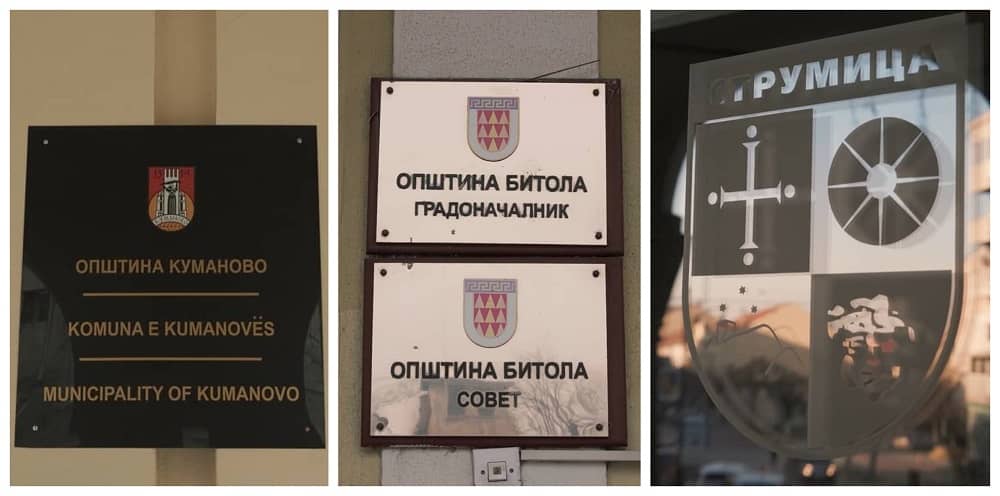 ОПШТИНА КУМАНОВО
KOMUNA E KUMANOVËS
MUNICIPALITY OF KUMANOVO
ОПШТИНА БИТОЛА
ГРАДОНАЧАЛНИК
ОПШТИНА БИТОЛА
СОВЕТ
СТРУМИЦА